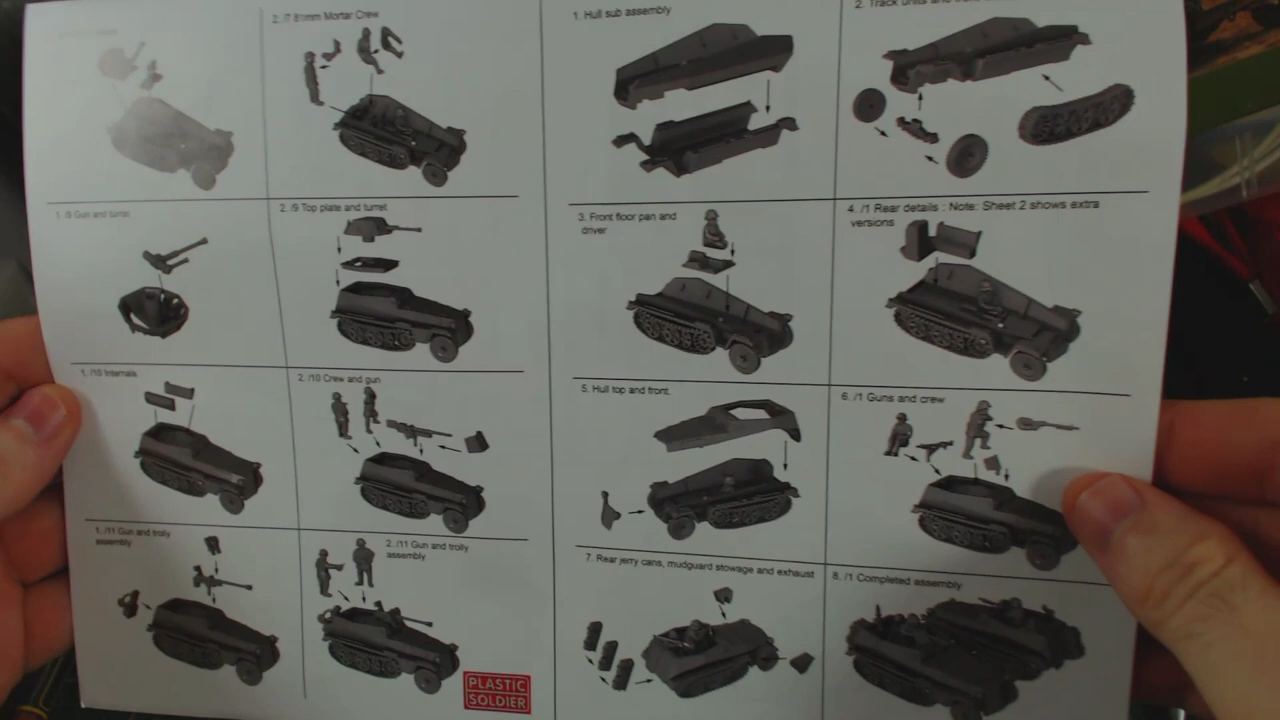 2. /7 81mm Mortar Crew
1. /9 Gun and turret
2. /9 Top plate and turret
1. /10 Internals
2. /10 Crew and gun
1. /11 Gun and trolly
assembly
2. /11 Gun and trolly
assembly
PLASTIC
SOLDIER
1. Hull sub assembly
2. Track units and
3. Front floor pan and
driver
4. /1 Rear details : Note: Sheet 2 shows extra
versions
5. Hull top and front
6. /1 Guns and crew
7. Rear jerry cans, mudguard stowage and exhaust
8. /1 Completed assembly